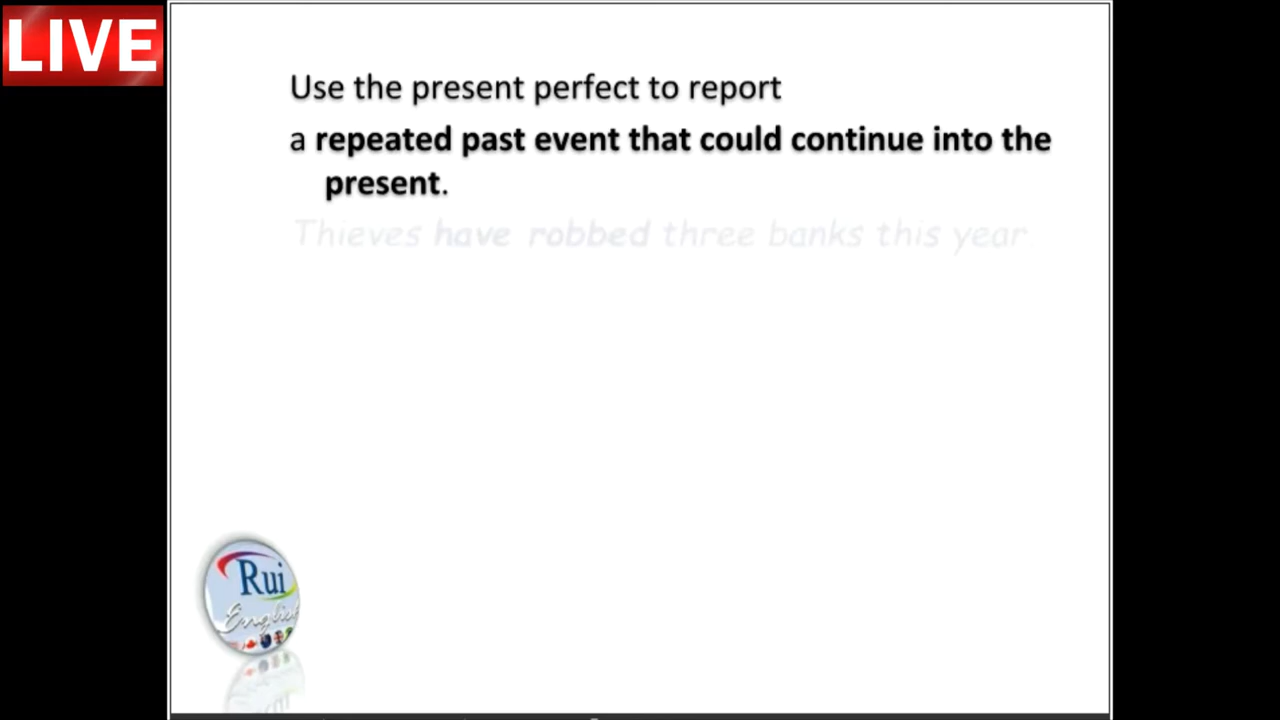 LIVE
Use the present perfect to report
a repeated past event that could continue into the
present.
Thieves have robbed three banks this year
Rui
English